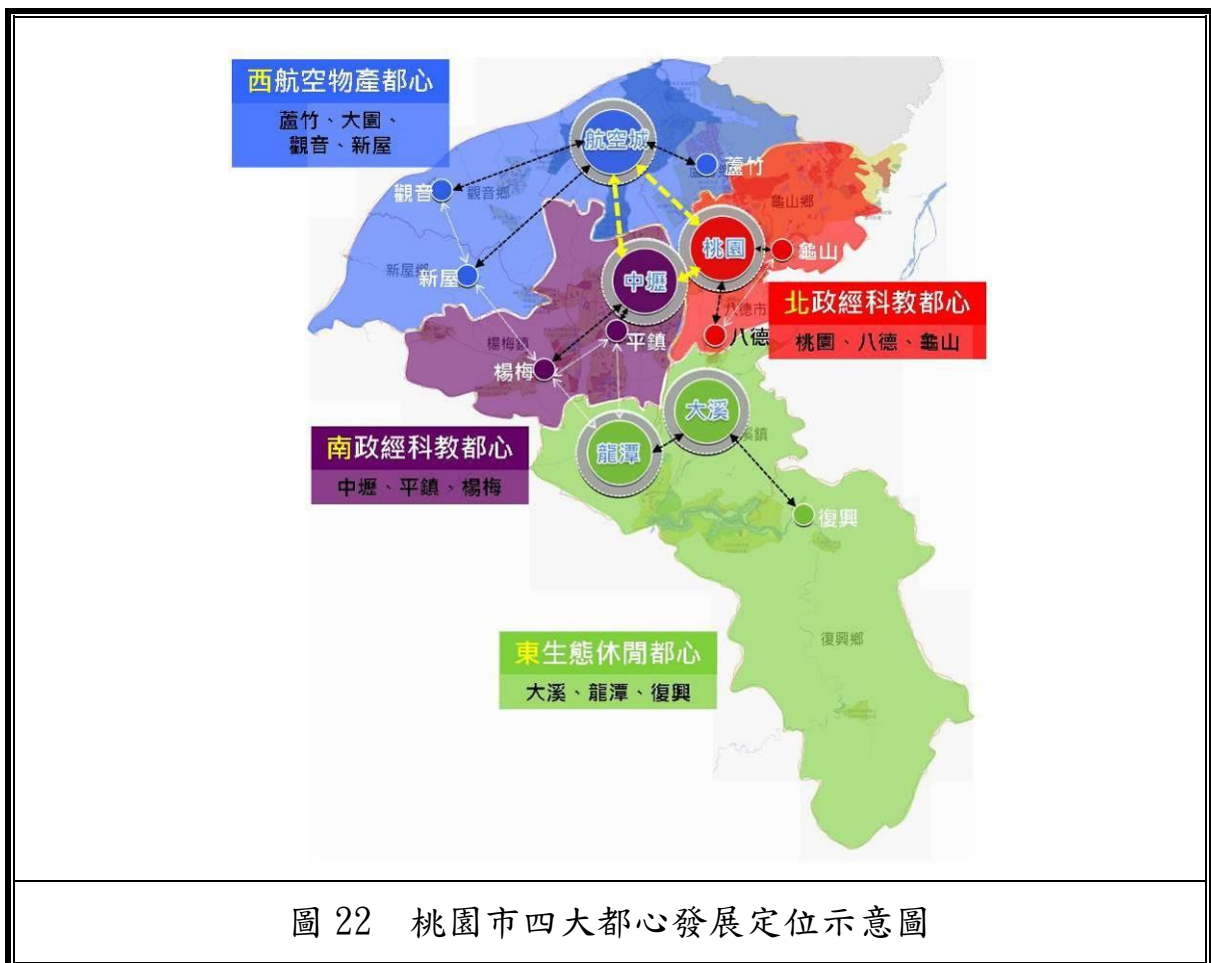 西航空物產都心
蘆竹、大園、
觀音、新屋
航空城
蘆竹
觀音
觀音鄉
龜山鄉
桃園
龜山
新屋鄉
新屋
中壢
北政經科教都心
桃園、八德、龜山
八德市
八德
平鎮
楊梅鎮
楊梅
大溪
溪鎮
南政經科教都心
中壢、平鎮、楊梅
龍潭
復興
復興鄉
東生態休閒都心
大溪、龍潭、復興
圖 22 桃園市四大都心發展定位示意圖